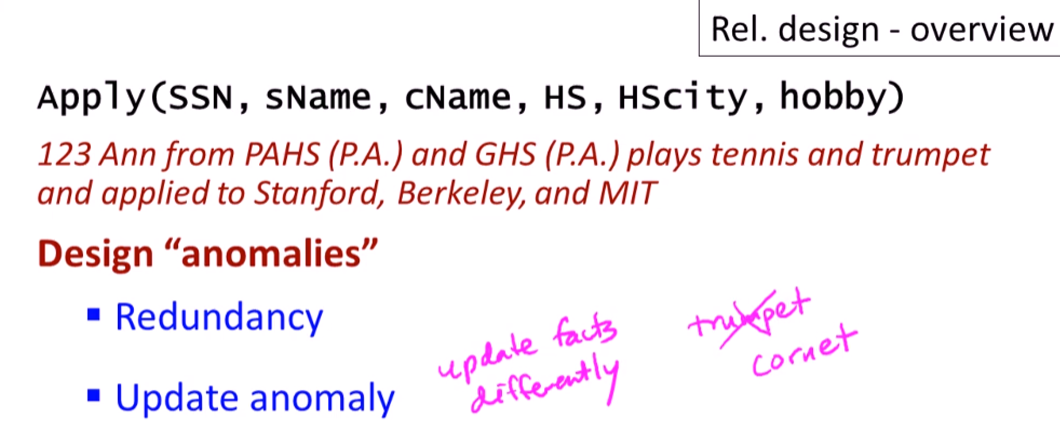 Rel. design - overview
Apply(SSN, sName, cName, HS, HScity, hobby)
123 Ann from PAHS (P.A.) and GHS (P.A.) plays tennis and trumpet
and applied to Stanford, Berkeley, and MIT
Design “anomalies”
▪ Redundancy
▪ Update anomaly
update facts
differently
trumpet
cornet